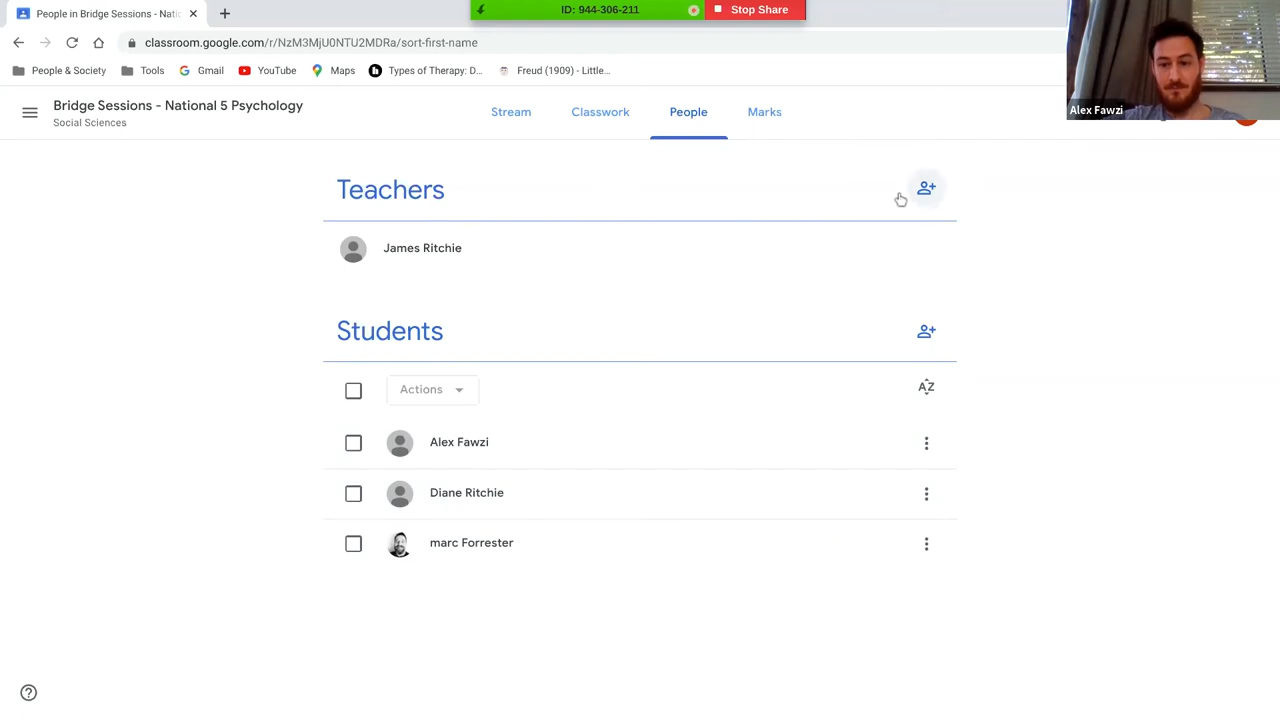 People in Bridge Sessions - Natio
ID: 944-306-211
Stop Share
classroom.google.com/r/NzM3MjU0NTU2MDRa/sort-first-name
People & Society
Tools
Gmail
YouTube
Maps
Types of Therapy: D...
Freud (1909) - Little...
Bridge Sessions - National 5 Psychology
Social Sciences
Stream
Classwork
People
Marks
Alex Fawzi
Teachers
James Ritchie
Students
Actions
AZ
Alex Fawzi
Diane Ritchie
marc Forrester